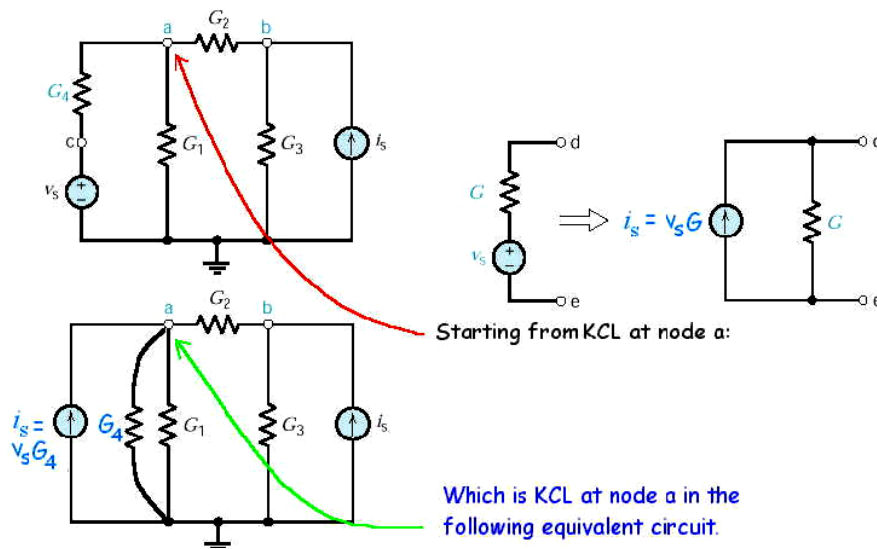 a G₂ b
G₄
c G₁ G₃ iₛ
vₛ + −
d
G
vₛ + −
e
iₛ = vₛG
G
d
e
Starting from KCL at node a:
a G₂ b
iₛ =
vₛG₄
G₄ G₁ G₃ iₛ
Which is KCL at node a in the
following equivalent circuit.